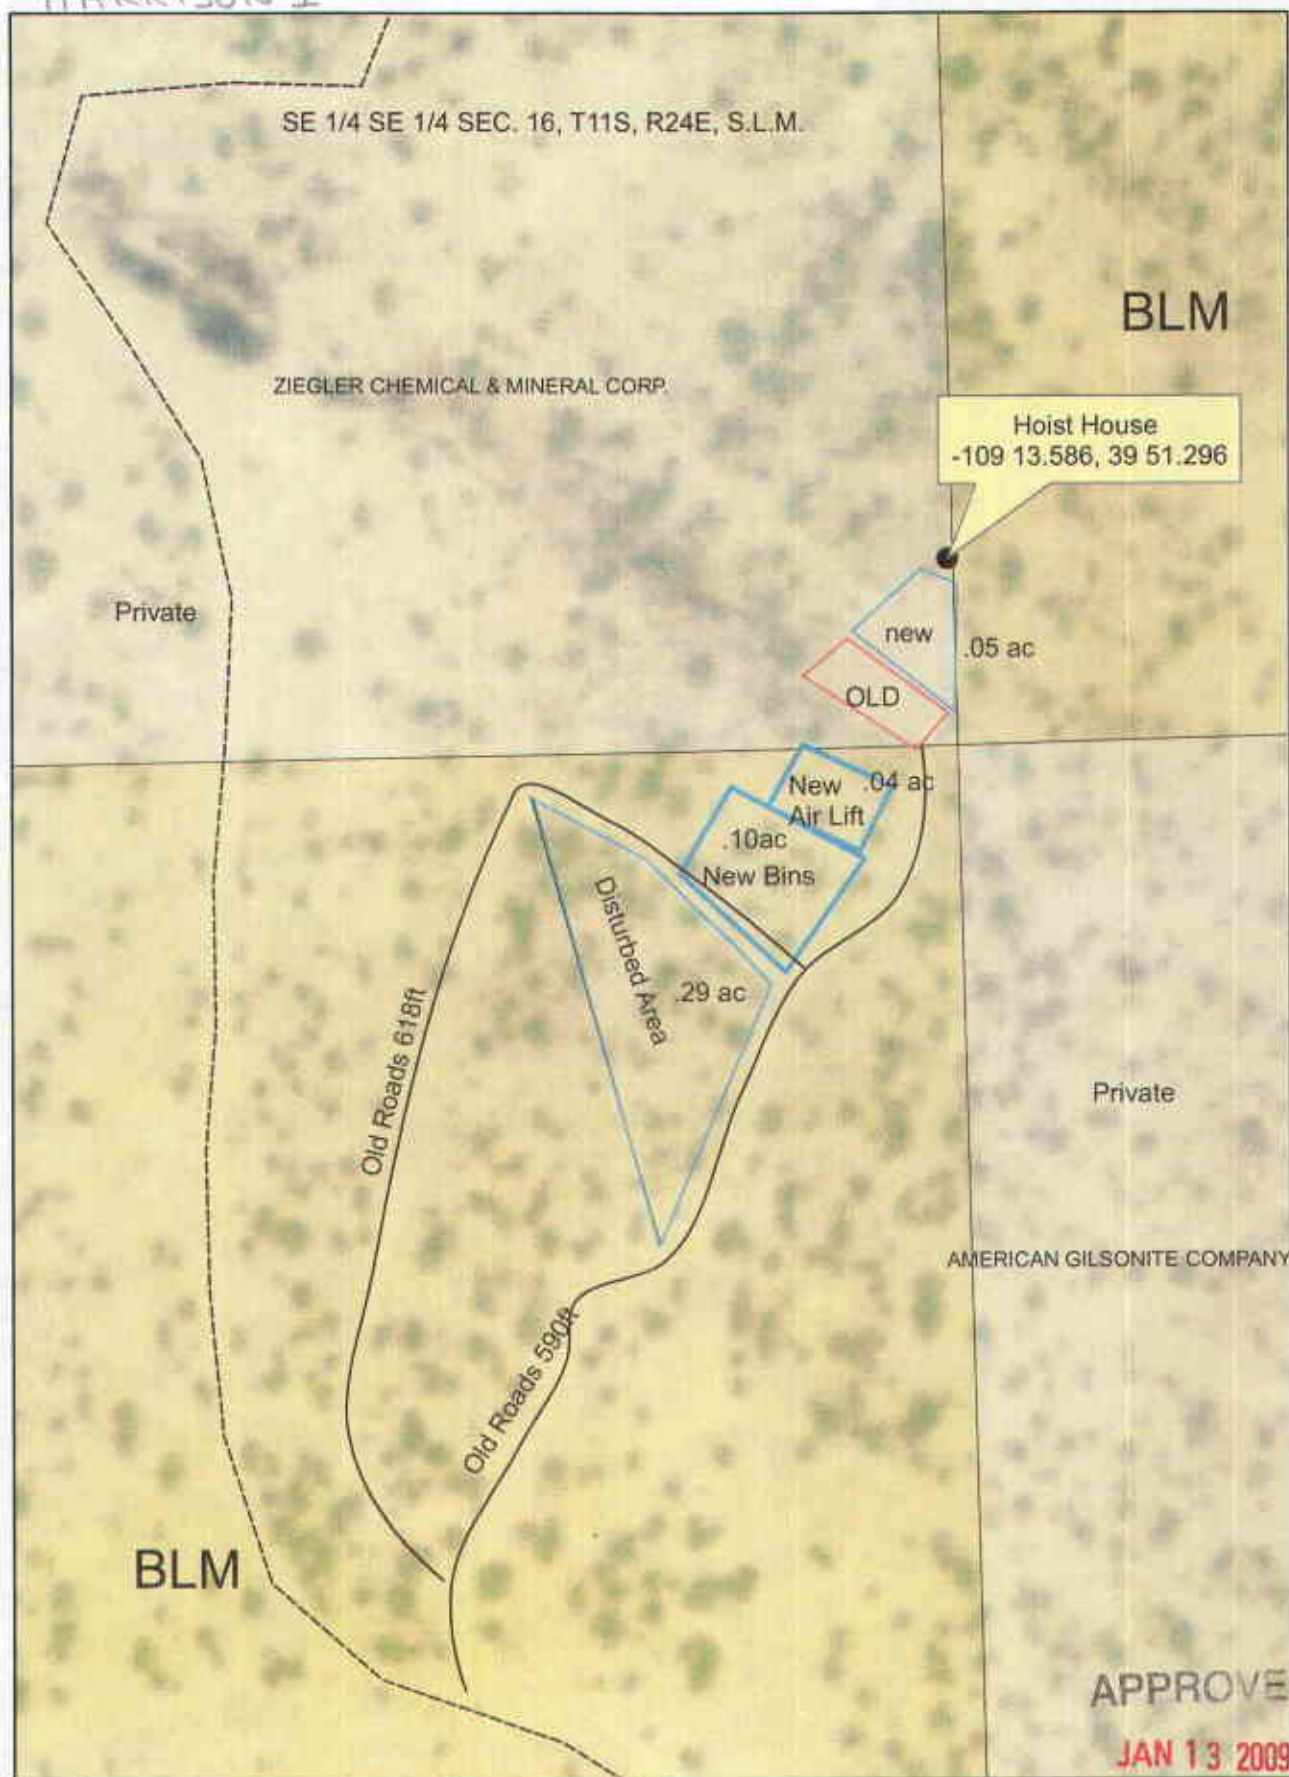 SE 1/4 SE 1/4 SEC. 16, T11S, R24E, S.L.M.
BLM
ZIEGLER CHEMICAL & MINERAL CORP.
Hoist House
-109 13.586, 39 51.296
Private
new
.05 ac
OLD
New
.04 ac
Air Lift
.10ac
New Bins
Disturbed Area
.29 ac
Old Roads 618ft
Private
AMERICAN GILSONITE COMPANY
Old Roads 590ft
BLM
APPROVE
JAN 13 2009